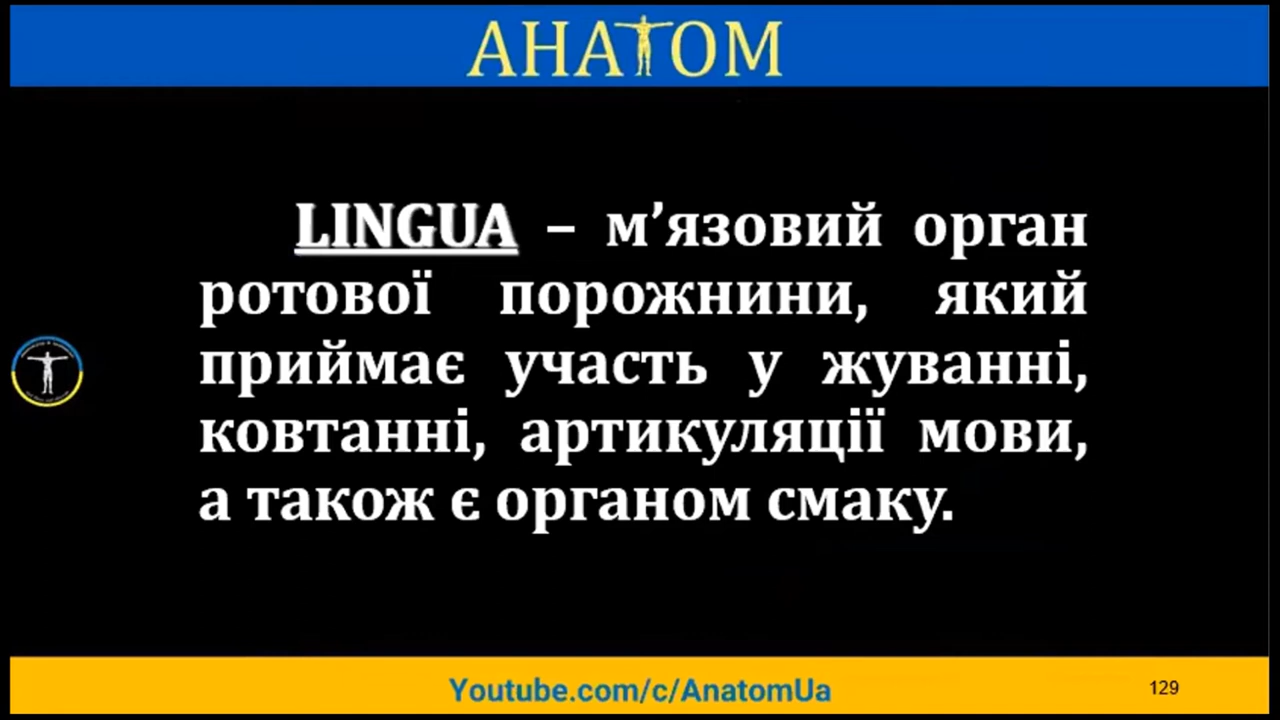 АНАТОМ
LINGUA – м’язовий орган
ротової порожнини, який
приймає участь у жуванні,
ковтанні, артикуляції мови,
а також є органом смаку.
Youtube.com/c/AnatomUa
129